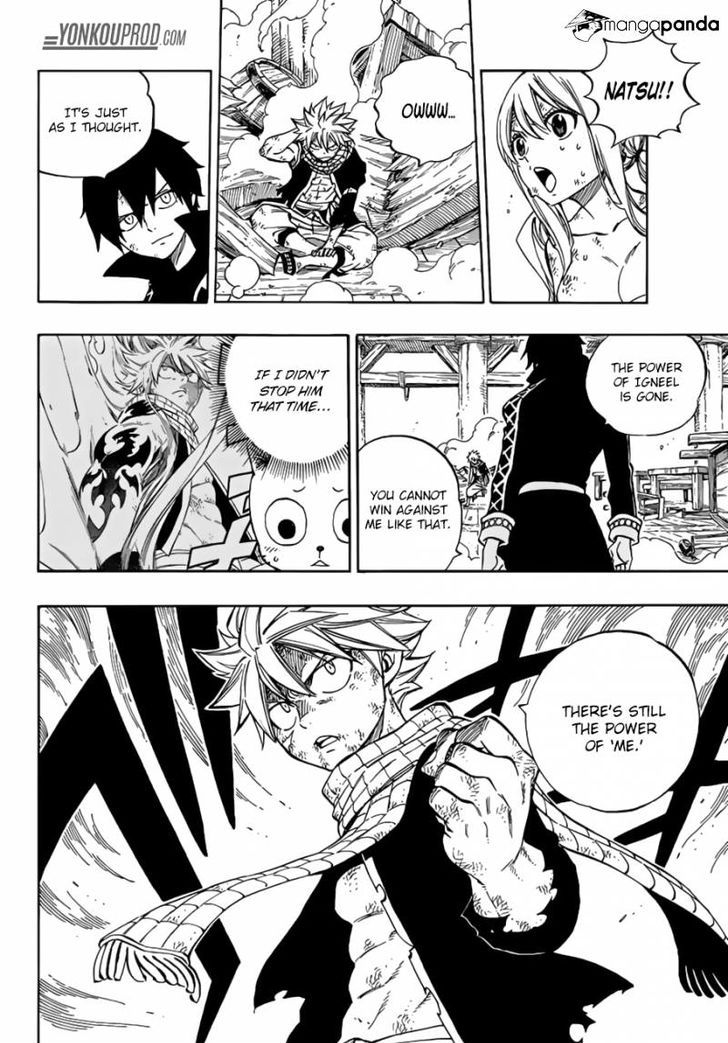 =YONKOUPROD.COM
mangapanda
NATSU!!
OWWW...
IT'S JUST
AS I THOUGHT.
THE POWER
OF IGNEEL
IS GONE.
YOU CANNOT
WIN AGAINST
ME LIKE THAT.
IF I DIDN'T
STOP HIM
THAT TIME...
THERE'S STILL
THE POWER
OF 'ME.'